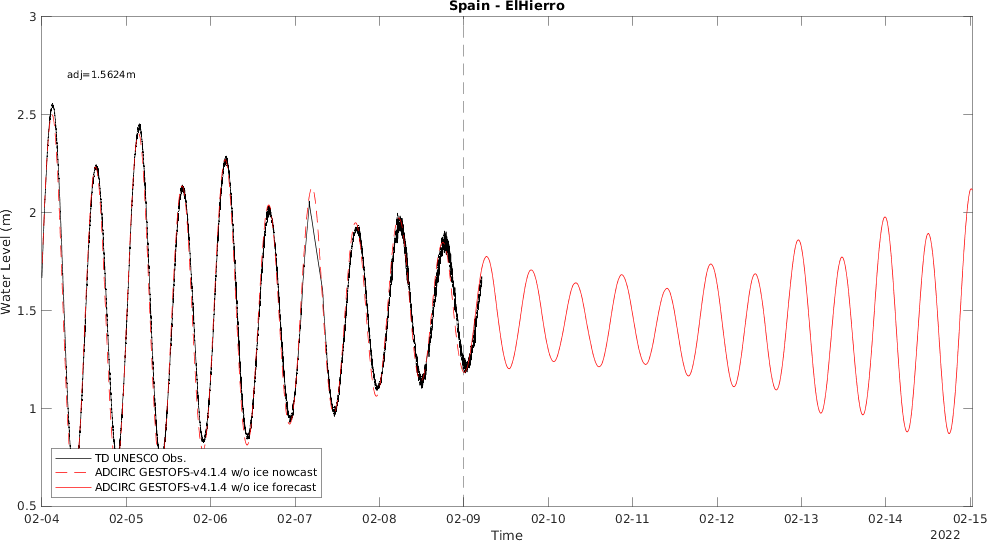 Spain - ElHierro
adj=1.5624m
Water Level (m)
3
2.5
2
1.5
1
0.5
TD UNESCO Obs.
ADCIRC GESTOFS-v4.1.4 w/o ice nowcast
ADCIRC GESTOFS-v4.1.4 w/o ice forecast
02-04 02-05 02-06 02-07 02-08 02-09 02-10 02-11 02-12 02-13 02-14 02-15
Time
2022